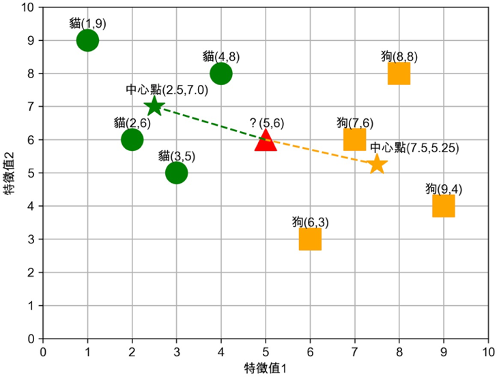 10
9
8
7
6
5
4
3
2
1
0
特徵值2
貓(1,9)
貓(4,8)
狗(8,8)
中心點(2.5,7.0)
貓(2,6)
?(5,6)
狗(7,6)
中心點(7.5,5.25)
貓(3,5)
狗(9,4)
狗(6,3)
0 1 2 3 4 5 6 7 8 9 10
特徵值1